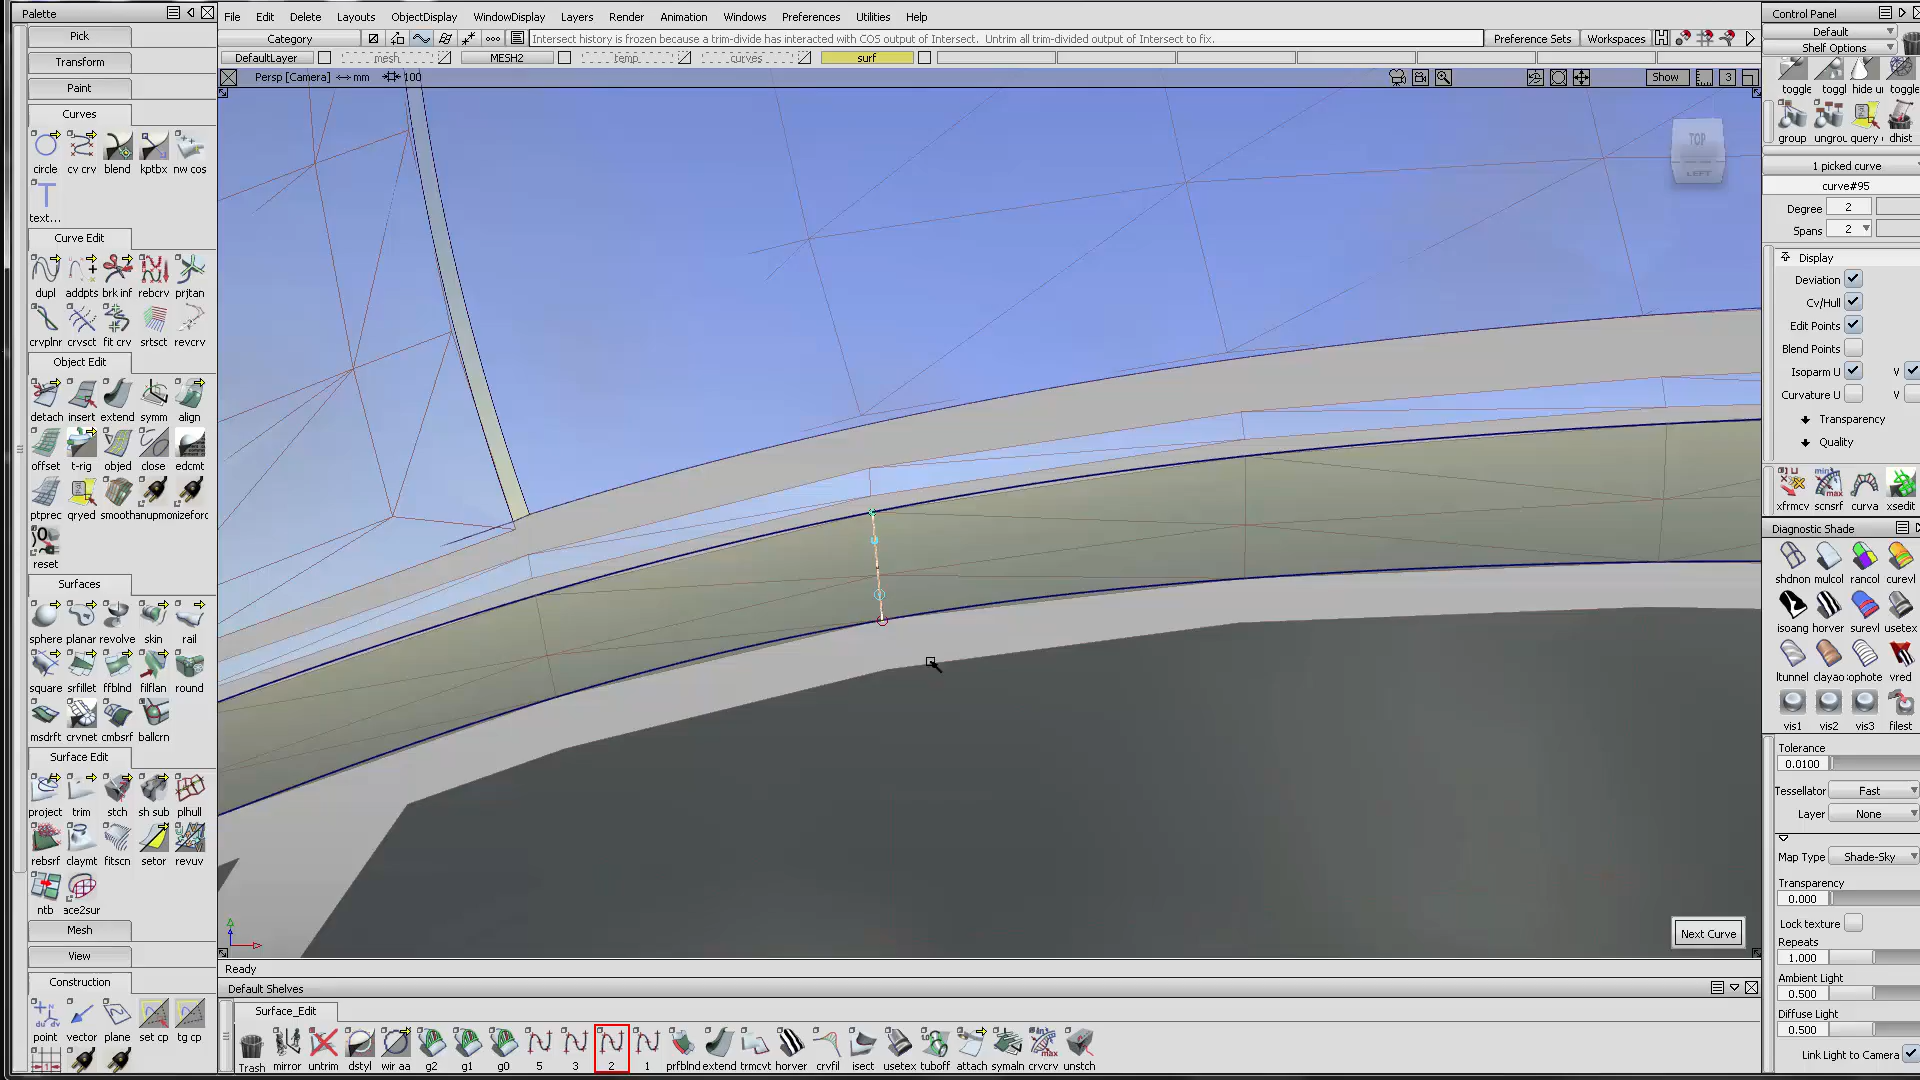 Palette
Pick
Transform
Paint
Curves
circle cv crv blend kptbx nw cos
text...
Curve Edit
dupl addpts brk inf rebcrv prjtan
crvplnr crvsct fit crv srtsct revcrv
Object Edit
detach insert extend symm align
offset t-rig objed close edcmt
ptprec qryed smooth anupm onizeforc
reset
Surfaces
sphere planar revolve skin rail
square srfillet ffblnd filflan round
msdrft crvnet cmbsrf ballcrn
Surface Edit
project trim stch sh sub plhull
rebsrf claymt fitscn setor revuv
ntb ace2sur
Mesh
View
Construction
point vector plane set cp tg cp
File Edit Delete Layouts ObjectDisplay WindowDisplay Layers Render Animation Windows Preferences Utilities Help
Category
Intersect history is frozen because a trim-divide has interacted with COS output of Intersect. Untrim all trim-divided output of Intersect to fix.
Preference Sets Workspaces
DefaultLayer mesh MESH2 temp curves surf
Persp [Camera] mm 100
Show 3
TOP
LEFT
Next Curve
Ready
Default Shelves
Surface_Edit
Trash mirror untrim dstyl wir aa g2 g1 g0 5 3 2 1 prfblnd extend trmcvt horver crvfil isect usetex tuboff attach symaln crvcrv unstch
Control Panel
Default
Shelf Options
toggle toggl hide u toggle
group ungrou query dhist
1 picked curve
curve#95
Degree 2
Spans 2
Display
Deviation
Cv/Hull
Edit Points
Blend Points
Isoparm U V
Curvature U V
Transparency
Quality
xfrmcv scnsrf curva xsedit
Diagnostic Shade
shdnon mulcol rancol curevl
isoang horver surevl usetex
ltunnel clayao ophote vred
vis1 vis2 vis3 filest
Tolerance
0.0100
Tessellator Fast
Layer None
Map Type Shade-Sky
Transparency
0.000
Lock texture
Repeats
1.000
Ambient Light
0.500
Diffuse Light
0.500
Link Light to Camera